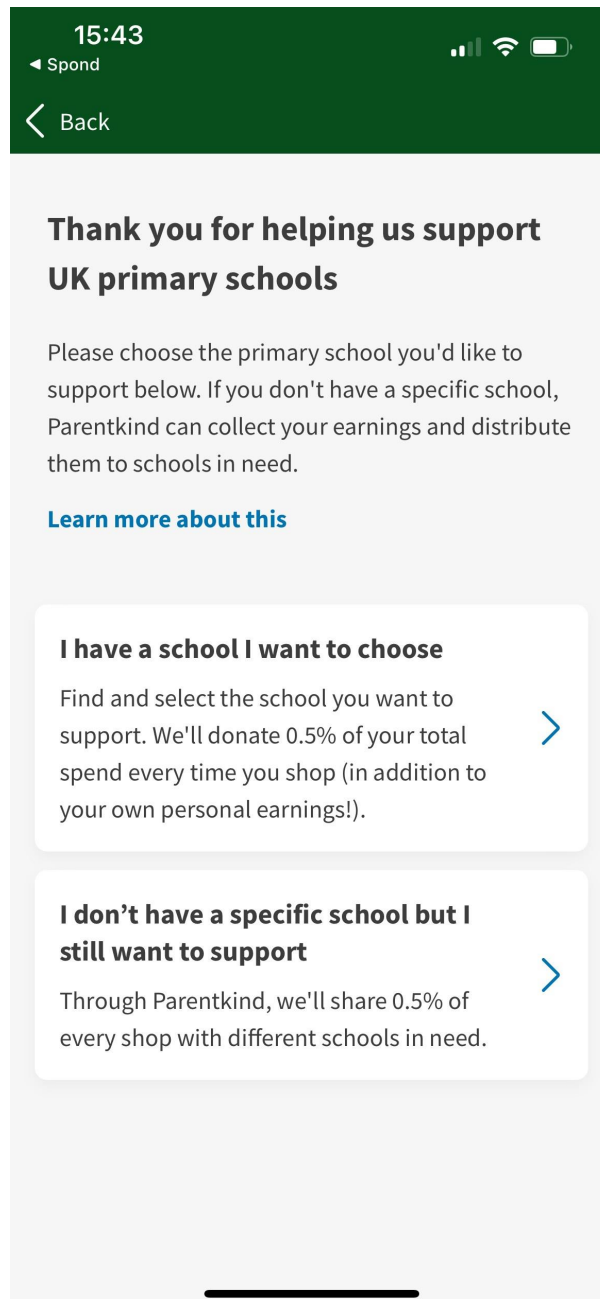 15:43
◀ Spond
Back
Thank you for helping us support
UK primary schools
Please choose the primary school you'd like to
support below. If you don't have a specific school,
Parentkind can collect your earnings and distribute
them to schools in need.
Learn more about this
I have a school I want to choose
Find and select the school you want to
support. We'll donate 0.5% of your total
spend every time you shop (in addition to
your own personal earnings!).
I don’t have a specific school but I
still want to support
Through Parentkind, we'll share 0.5% of
every shop with different schools in need.